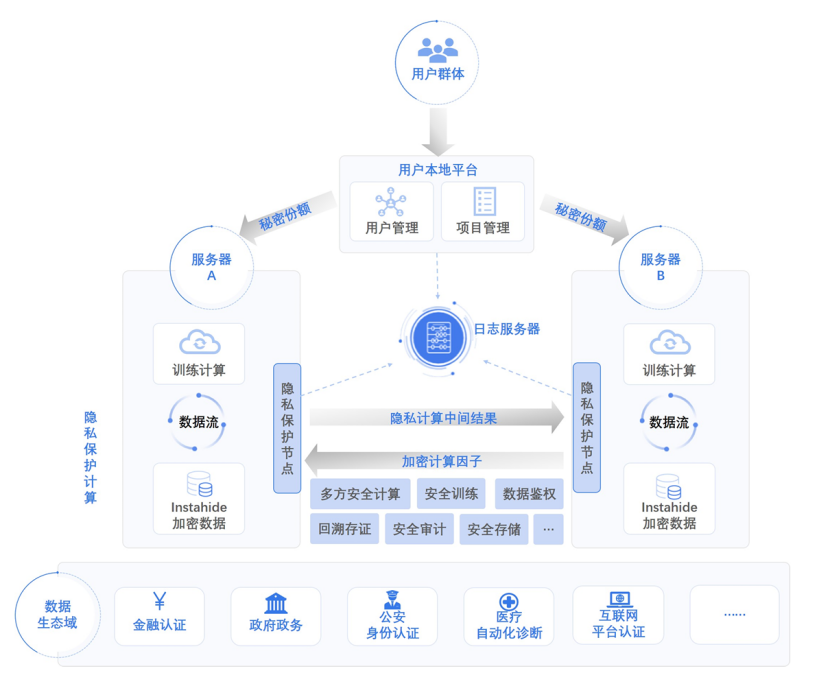 用户群体
用户本地平台
用户管理
项目管理
秘密份额
秘密份额
服务器
A
服务器
B
日志服务器
训练计算
数据流
Instahide
加密数据
隐私保护节点
隐私计算中间结果
加密计算因子
多方安全计算
安全训练
数据鉴权
回溯存证
安全审计
安全存储
...
隐私保护节点
训练计算
数据流
Instahide
加密数据
隐私保护计算
数据
生态域
金融认证
政府政务
公安
身份认证
医疗
自动化诊断
互联网
平台认证
......